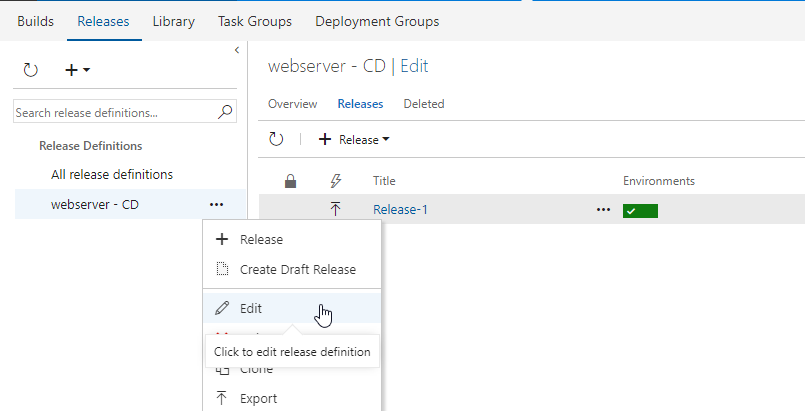 Builds Releases Library Task Groups Deployment Groups
webserver - CD | Edit
Overview Releases Deleted
Search release definitions...
Release
Release Definitions
All release definitions
webserver - CD ...
Title Environments
Release-1 ...
Release
Create Draft Release
Edit
Click to edit release definition
Clone
Export